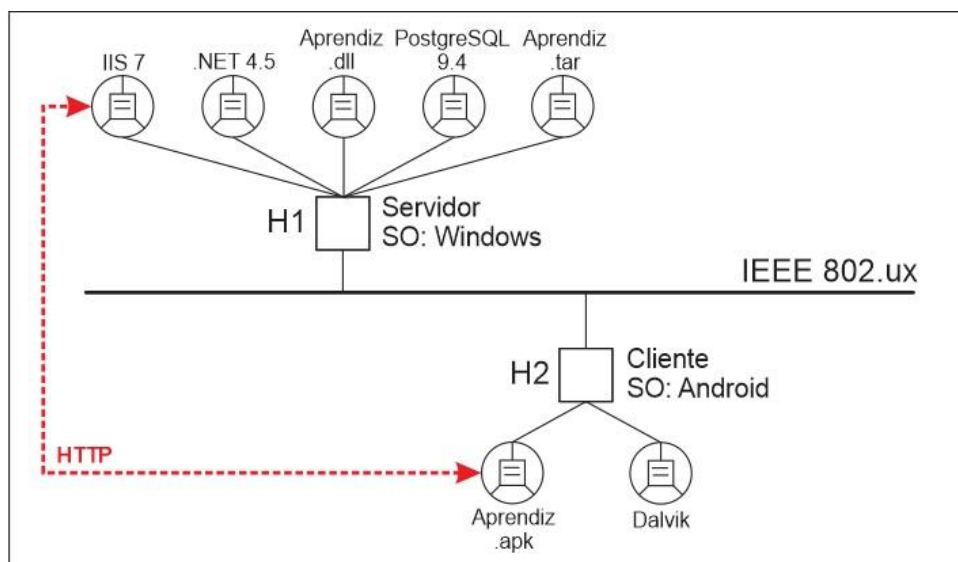 IIS 7
.NET 4.5
Aprendiz
.dll
PostgreSQL
9.4
Aprendiz
.tar
H1
Servidor
SO: Windows
IEEE 802.ux
H2
Cliente
SO: Android
HTTP
Aprendiz
.apk
Dalvik